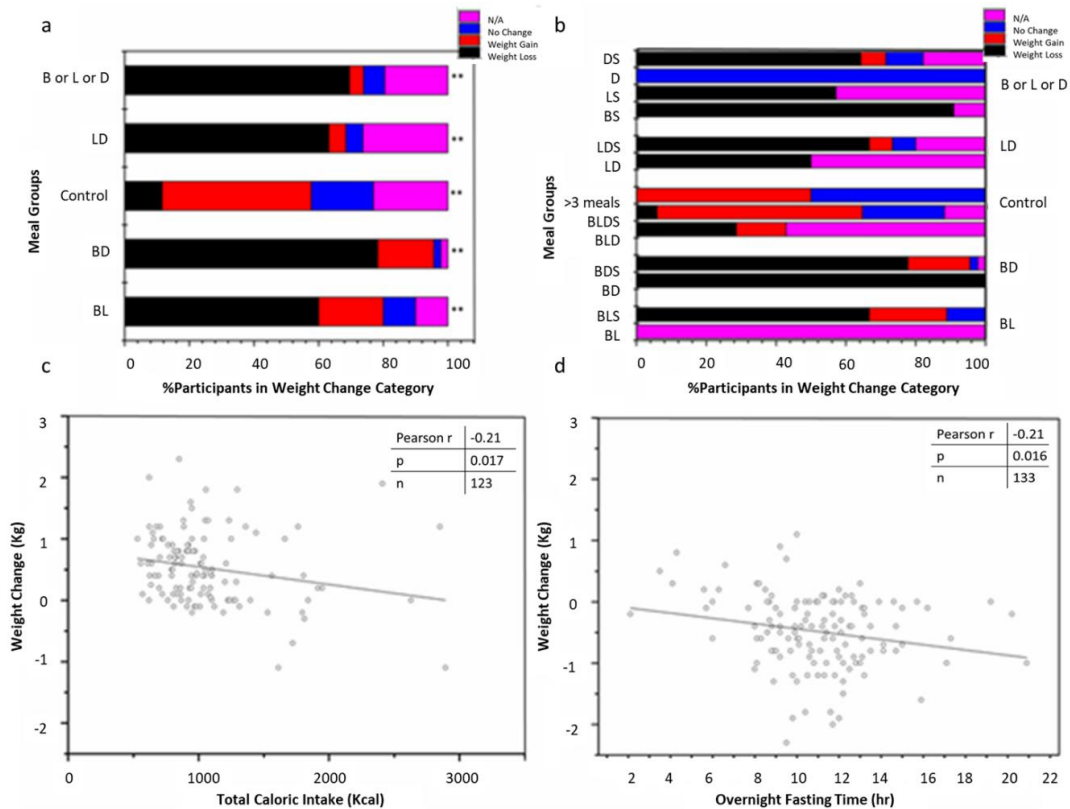 a
N/A
No Change
Weight Gain
Weight Loss
B or L or D
**
LD
**
Control
**
BD
**
BL
**
Meal Groups
0 20 40 60 80 100
%Participants in Weight Change Category
b
N/A
No Change
Weight Gain
Weight Loss
DS
D
LS
BS
B or L or D
LDS
LD
LD
>3 meals
BLDS
BLD
Control
BDS
BD
BD
BLS
BL
BL
Meal Groups
0 20 40 60 80 100
%Participants in Weight Change Category
c
Pearson r -0.21
p 0.017
n 123
3
2
1
0
-1
-2
Weight Change (Kg)
0 1000 2000 3000
Total Caloric Intake (Kcal)
d
Pearson r -0.21
p 0.016
n 133
3
2
1
0
-1
-2
Weight Change (Kg)
2 4 6 8 10 12 14 16 18 20 22
Overnight Fasting Time (hr)